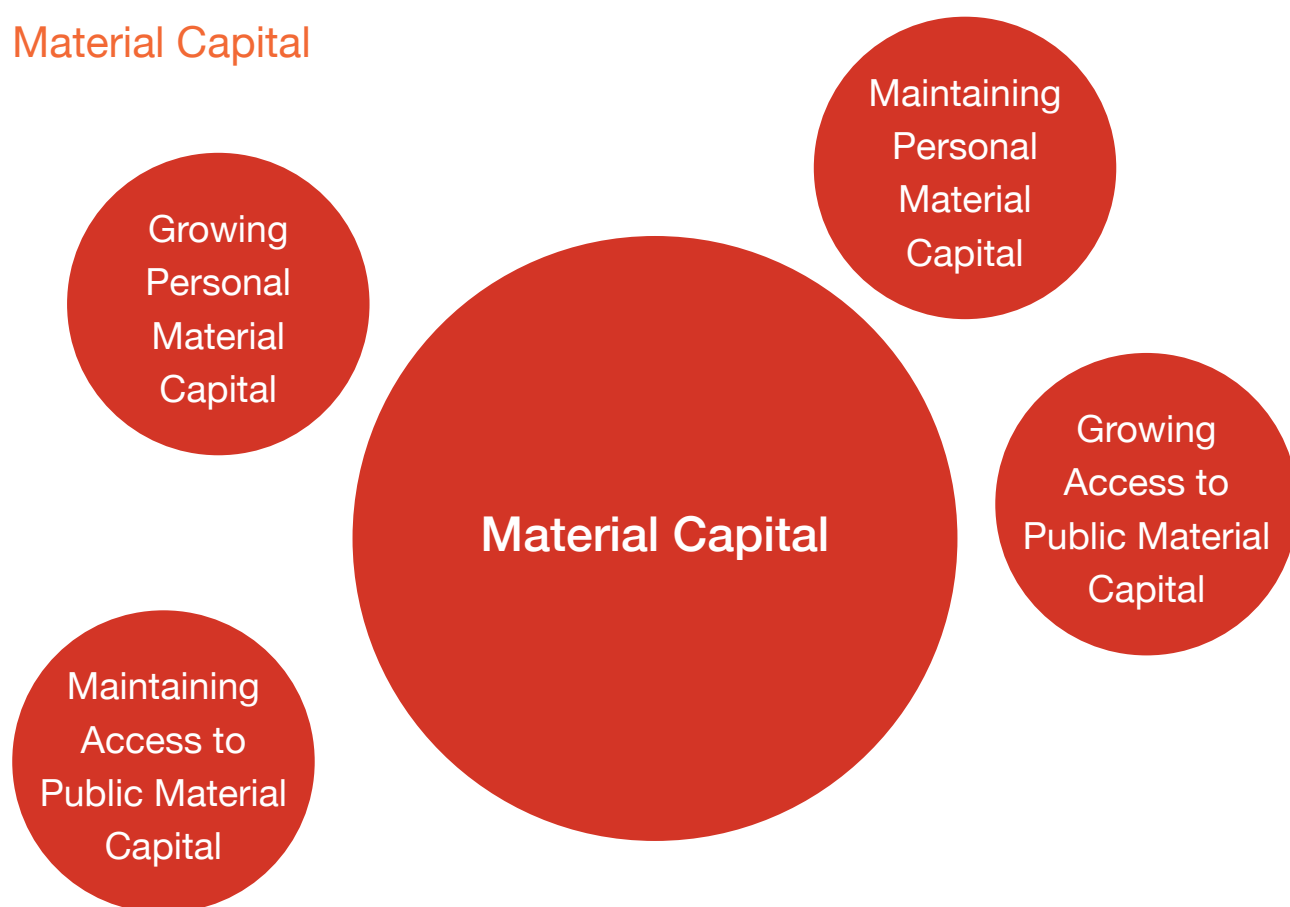 Material Capital
Maintaining
Personal
Material
Capital
Growing
Personal
Material
Capital
Growing
Access to
Public Material
Capital
Material Capital
Maintaining
Access to
Public Material
Capital